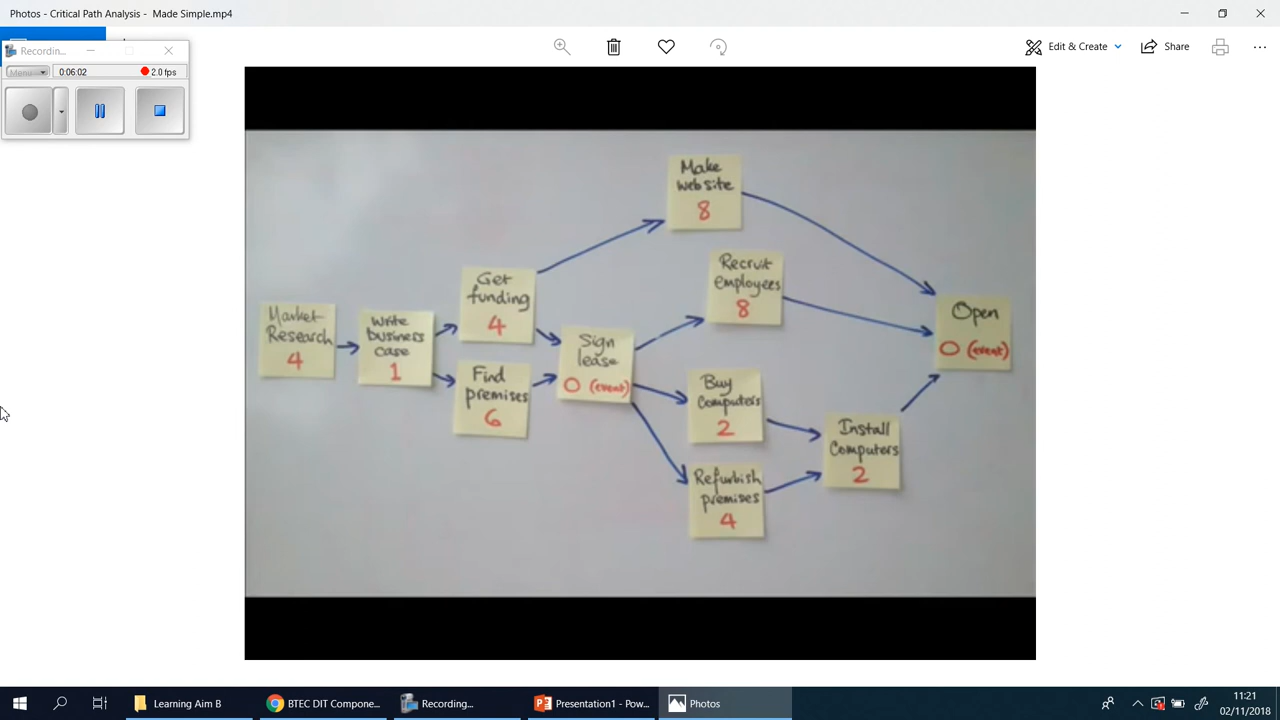 Photos - Critical Path Analysis - Made Simple.mp4
Recording...
Menu
0:06:02
2.0 fps
Edit & Create
Share
Make
website
8
Recruit
employees
8
Get
funding
4
Open
0 (event)
Market
Research
4
Write
business
case
1
Sign
lease
0 (event)
Find
premises
6
Buy
Computers
2
Install
Computers
2
Refurbish
premises
4
Learning Aim B
BTEC DIT Compone...
Recording...
Presentation1 - Pow...
Photos
11:21
02/11/2018